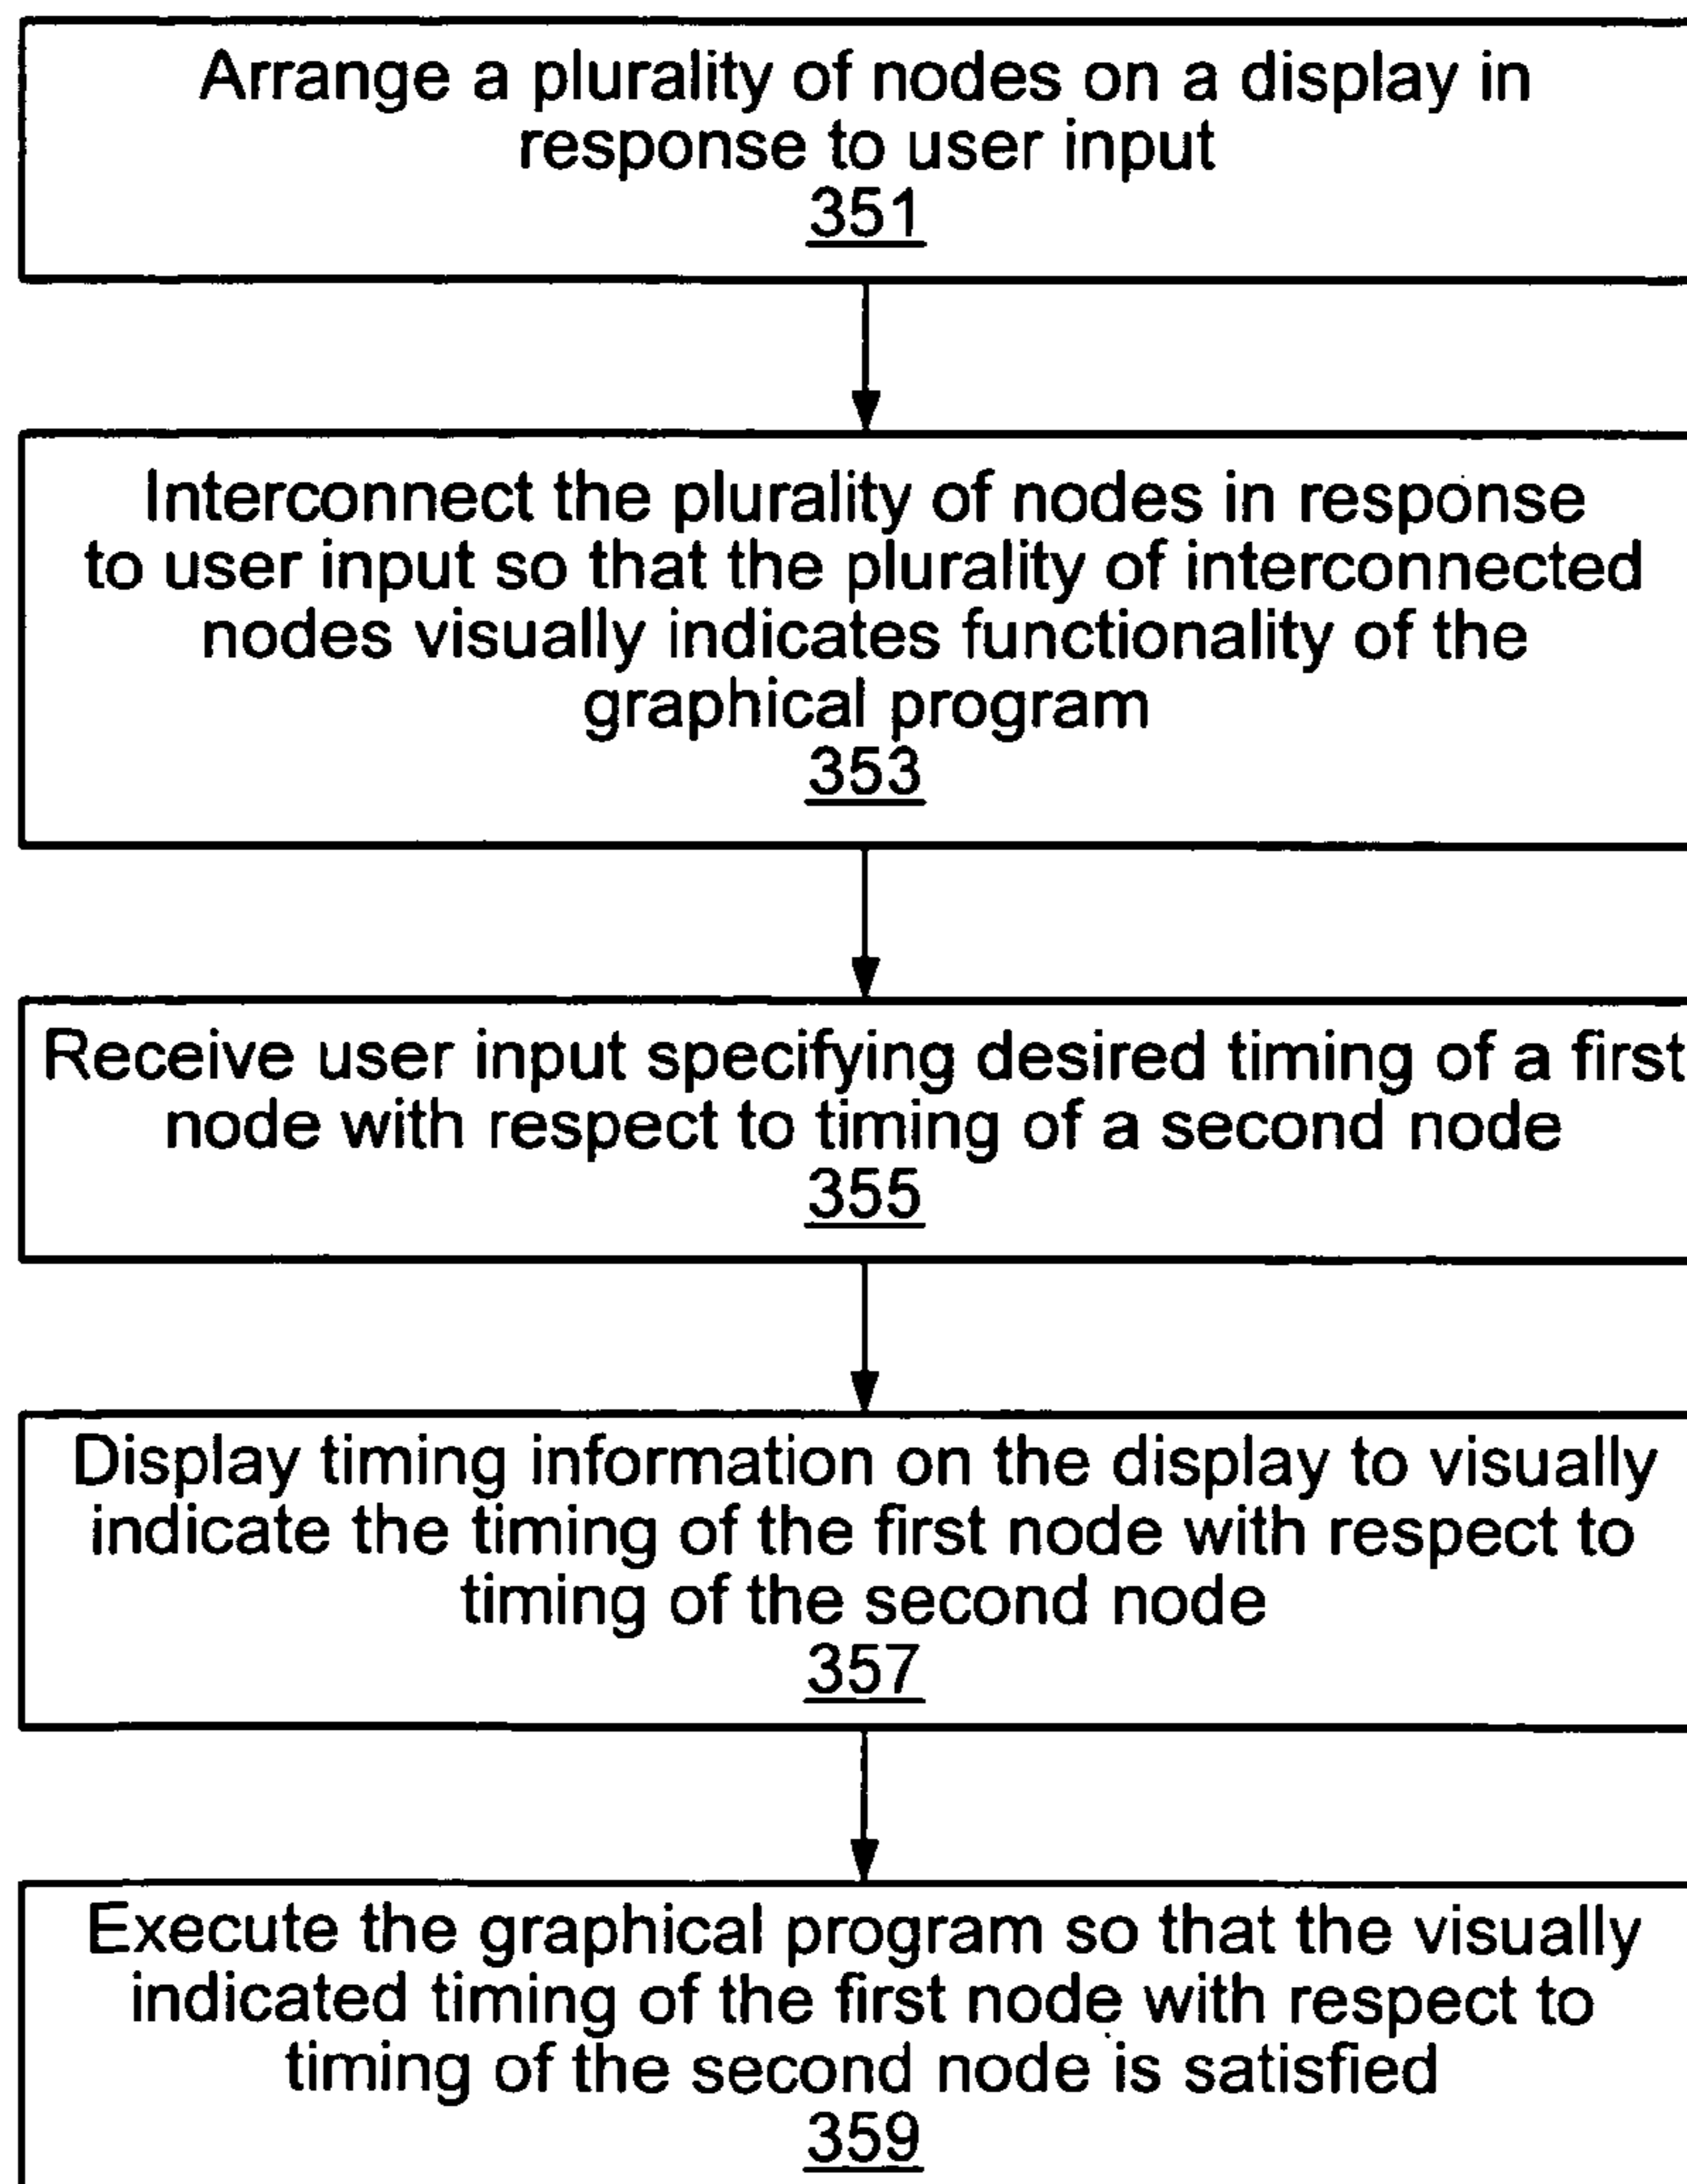 Arrange a plurality of nodes on a display in
response to user input
351
Interconnect the plurality of nodes in response
to user input so that the plurality of interconnected
nodes visually indicates functionality of the
graphical program
353
Receive user input specifying desired timing of a first
node with respect to timing of a second node
355
Display timing information on the display to visually
indicate the timing of the first node with respect to
timing of the second node
357
Execute the graphical program so that the visually
indicated timing of the first node with respect to
timing of the second node is satisfied
359